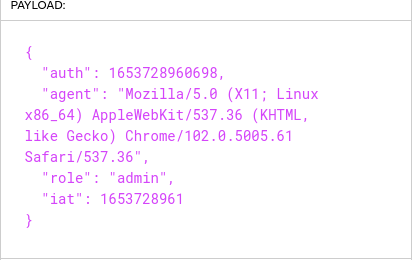 PAYLOAD:
{
"auth": 1653728960698,
"agent": "Mozilla/5.0 (X11; Linux
x86_64) AppleWebKit/537.36 (KHTML,
like Gecko) Chrome/102.0.5005.61
Safari/537.36",
"role": "admin",
"iat": 1653728961
}